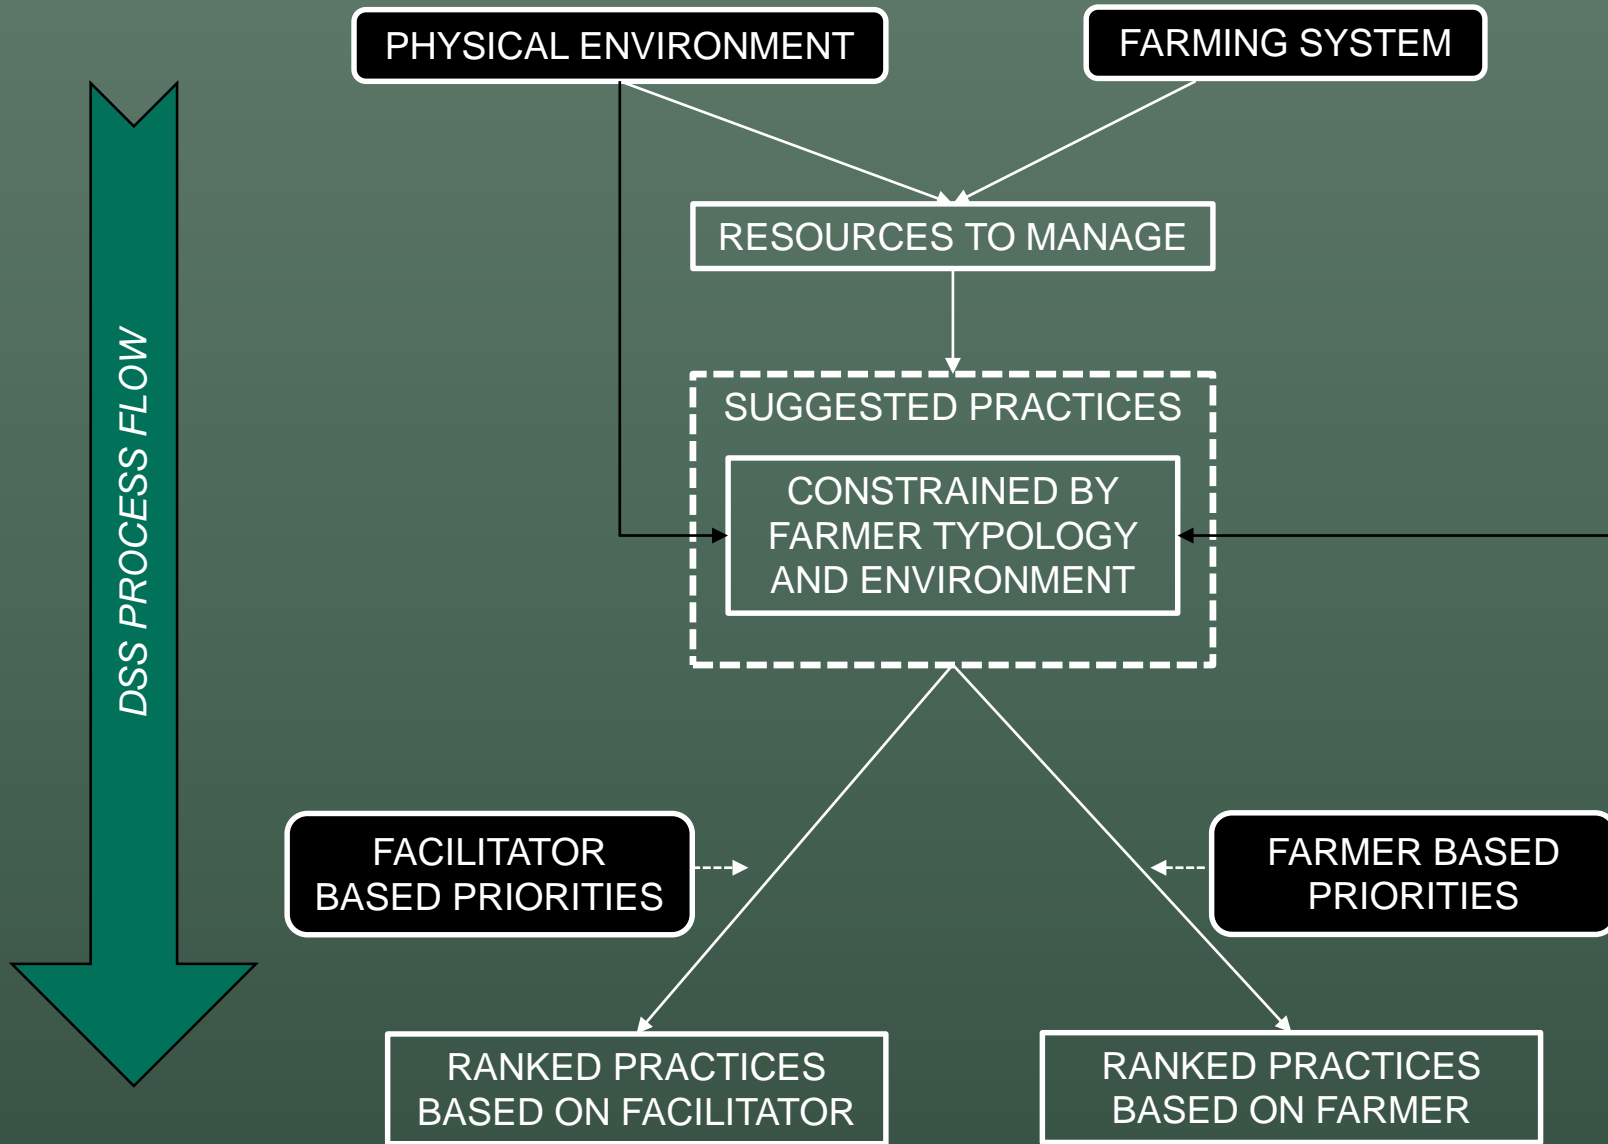 PHYSICAL ENVIRONMENT
FARMING SYSTEM
RESOURCES TO MANAGE
DSS PROCESS FLOW
SUGGESTED PRACTICES
CONSTRAINED BY
FARMER TYPOLOGY
AND ENVIRONMENT
FACILITATOR
BASED PRIORITIES
FARMER BASED
PRIORITIES
RANKED PRACTICES
BASED ON FACILITATOR
RANKED PRACTICES
BASED ON FARMER